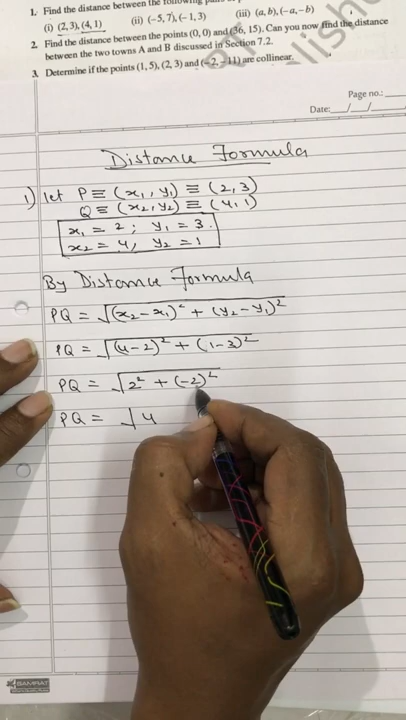 1. Find the distance between the following
(i) (2, 3), (4, 1) (ii) (−5, 7), (−1, 3) (iii) (a, b), (−a, −b)
2. Find the distance between the points (0, 0) and (36, 15). Can you now find the distance
between the two towns A and B discussed in Section 7.2.
3. Determine if the points (1, 5), (2, 3) and (−2, −11) are collinear.
Page no.:
Date:
Distance Formula
1) let P ≡ (x₁, y₁) ≡ (2, 3)
Q ≡ (x₂, y₂) ≡ (4, 1)
x₁ = 2; y₁ = 3.
x₂ = 4, y₂ = 1
By Distance Formula
PQ = √(x₂−x₁)² + (y₂−y₁)²
PQ = √(4−2)² + (1−3)²
PQ = √2² + (−2)²
PQ = √4
SAMRAT